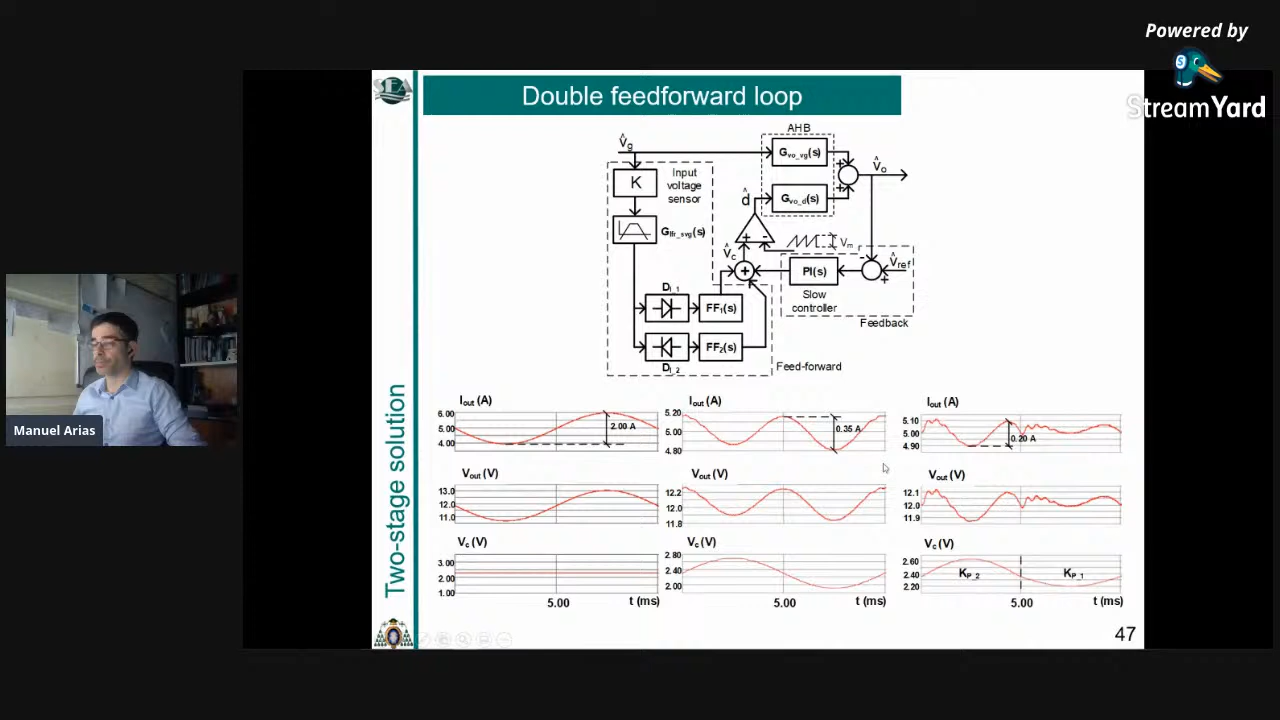 Powered by
StreamYard
SEA
Double feedforward loop
AHB
V̂g
Gvo_vg(s)
V̂o
K
Input
voltage
sensor
d̂
Gvo_d(s)
V̂c
Vm
PI(s)
V̂ref
Slow
controller
Feedback
Di_1
FF1(s)
FF2(s)
Di_2
Feed-forward
Manuel Arias
Two-stage solution
Iout (A)
6.00
5.00
4.00
2.00 A
Iout (A)
5.20
5.00
4.80
0.35 A
Iout (A)
5.10
5.00
4.90
0.20 A
Vout (V)
13.0
12.0
11.0
Vout (V)
12.2
12.0
11.8
Vout (V)
12.1
12.0
11.9
Vc (V)
3.00
2.00
1.00
5.00
t (ms)
Vc (V)
2.80
2.40
2.00
5.00
t (ms)
Vc (V)
2.60
2.40
2.20
KP_2
KP_1
5.00
t (ms)
47